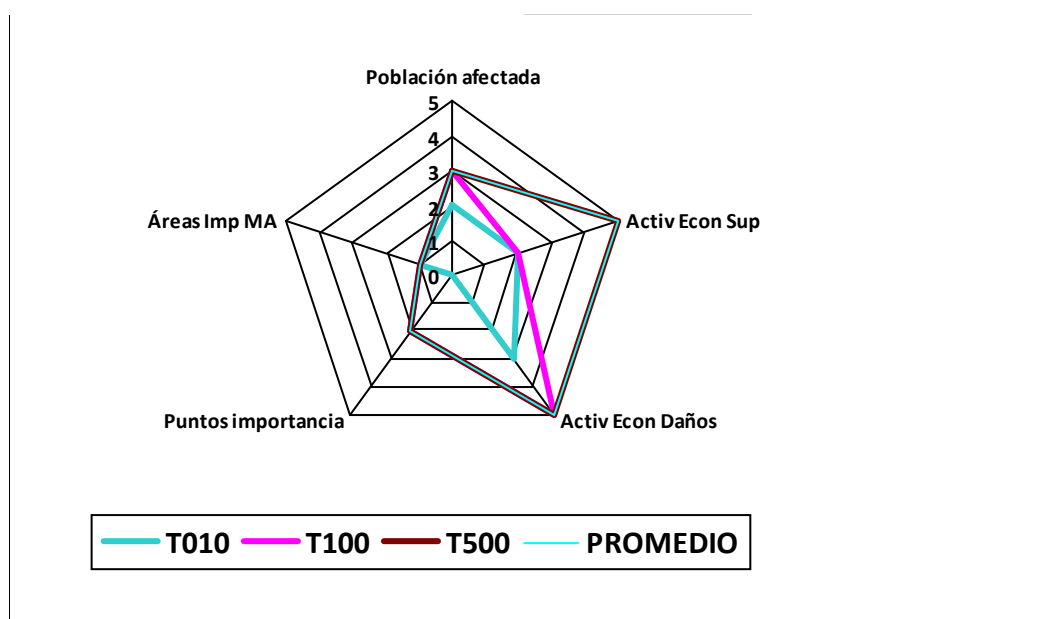 Población afectada
5
4
3
2
1
0
Áreas Imp MA
Activ Econ Sup
Puntos importancia
Activ Econ Daños
T010 T100 T500 PROMEDIO